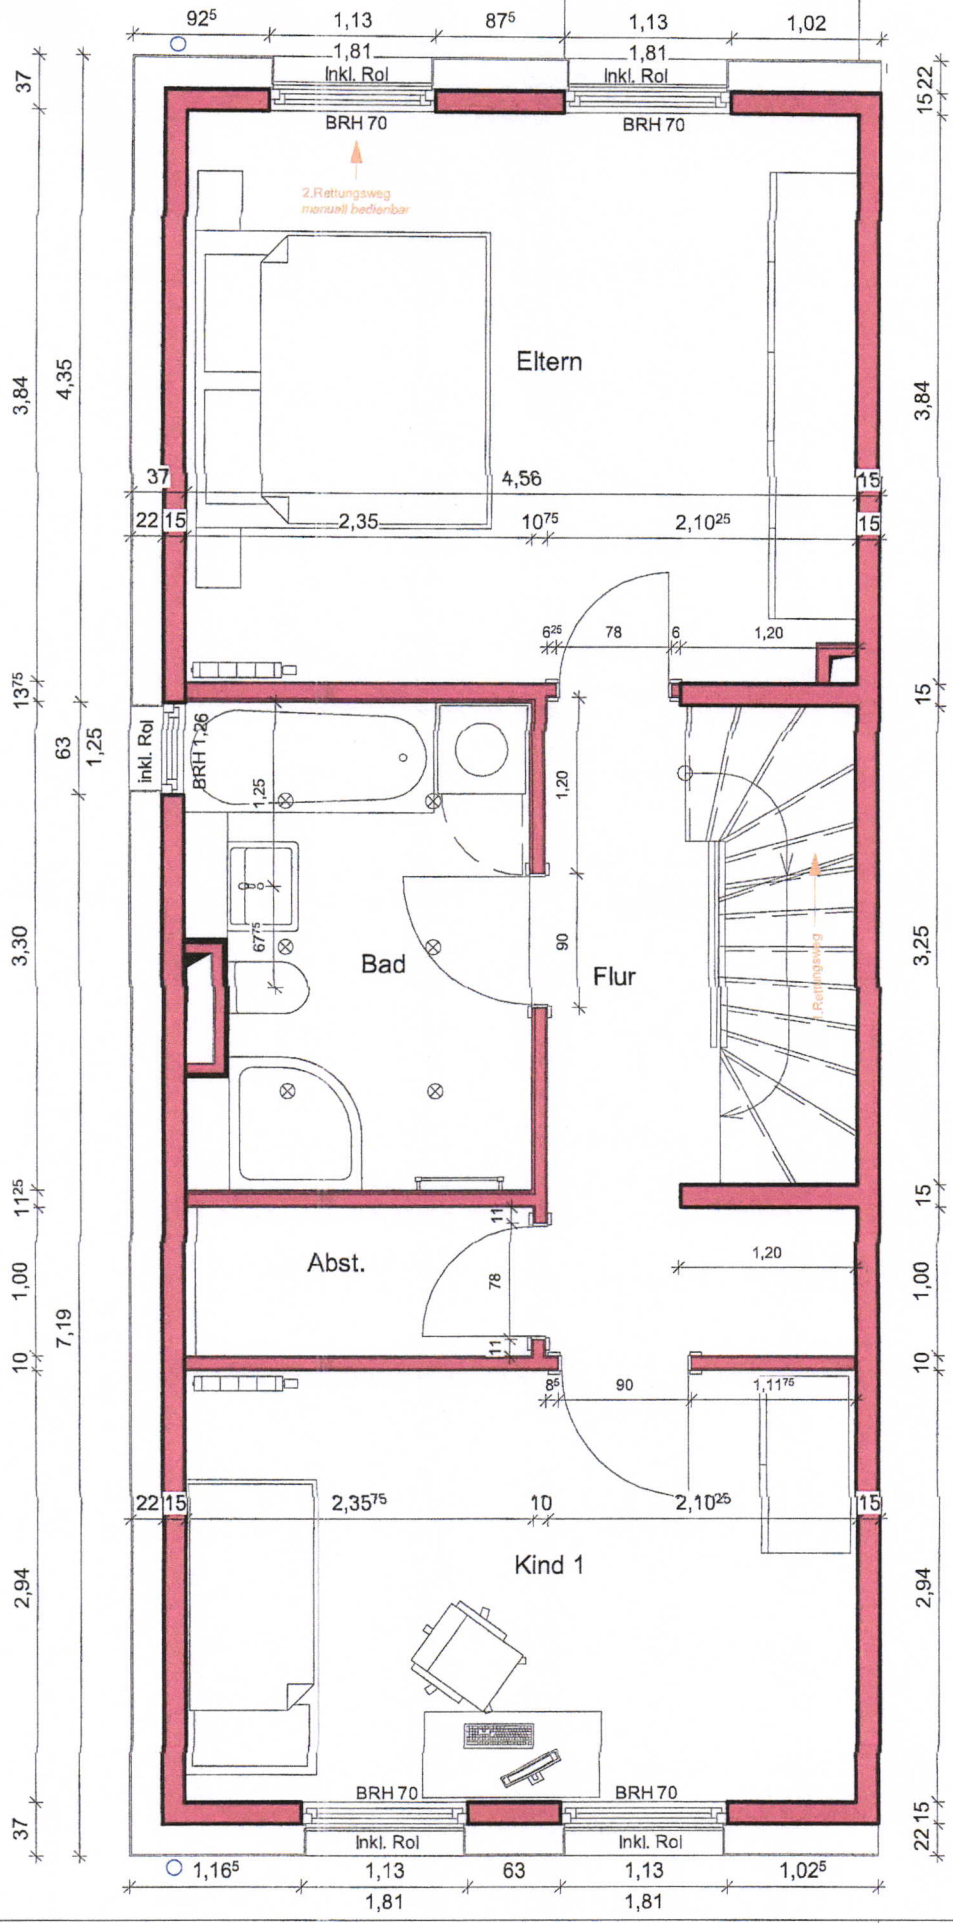 92⁵ 1,13 87⁵ 1,13 1,02
1,81 1,81
Inkl. Rol Inkl. Rol
37 15 22
BRH 70 BRH 70
2.Rettungsweg
manuell bedienbar
Eltern
3,84 4,35 3,84
37 4,56 15
22 15 2,35 10⁷⁵ 2,10²⁵ 15
6²⁵ 78 6 1,20
13⁷⁵ 15
63 1,25 inkl. Rol BRH 1,26 1,25 1,20
67⁷⁵ 90
3,30 Bad Flur 3,25
1.Rettungsweg
11²⁵ 15
11
Abst. 1,20
1,00 78 1,00
7,19
10 11 10
8⁵ 90 1,11⁷⁵
22 15 2,35⁷⁵ 10 2,10²⁵ 15
Kind 1
2,94 2,94
BRH 70 BRH 70
37 22 15
Inkl. Rol Inkl. Rol
1,16⁵ 1,13 63 1,13 1,02⁵
1,81 1,81